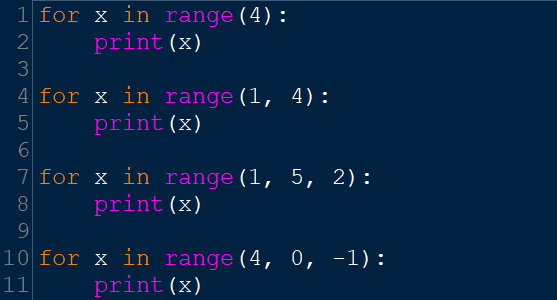 1 for x in range(4):
2     print(x)
3
4 for x in range(1, 4):
5     print(x)
6
7 for x in range(1, 5, 2):
8     print(x)
9
10 for x in range(4, 0, -1):
11     print(x)